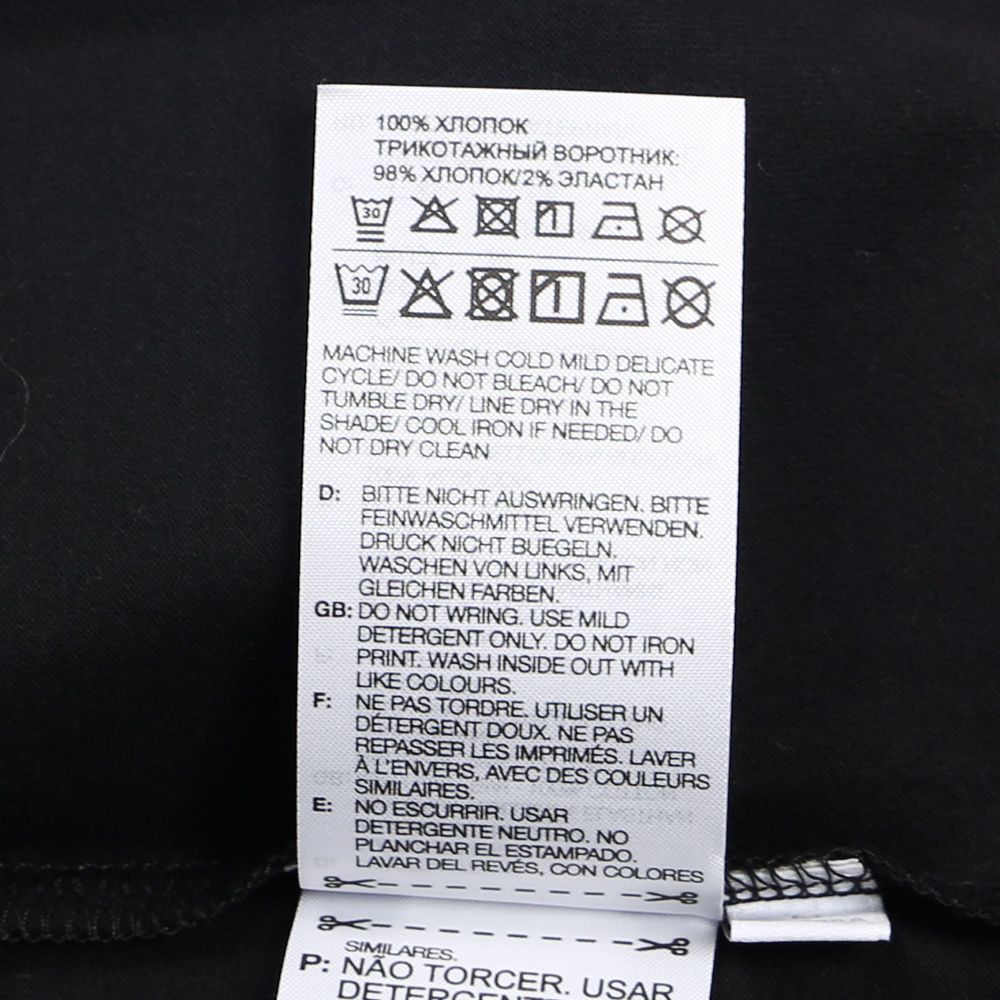 100% ХЛОПОК
ТРИКОТАЖНЫЙ ВОРОТНИК:
98% ХЛОПОК/2% ЭЛАСТАН
30
30
MACHINE WASH COLD MILD DELICATE
CYCLE/ DO NOT BLEACH/ DO NOT
TUMBLE DRY/ LINE DRY IN THE
SHADE/ COOL IRON IF NEEDED/ DO
NOT DRY CLEAN
D: BITTE NICHT AUSWRINGEN. BITTE
FEINWASCHMITTEL VERWENDEN.
DRUCK NICHT BUEGELN.
WASCHEN VON LINKS, MIT
GLEICHEN FARBEN.
GB: DO NOT WRING. USE MILD
DETERGENT ONLY. DO NOT IRON
PRINT. WASH INSIDE OUT WITH
LIKE COLOURS.
F: NE PAS TORDRE. UTILISER UN
DÉTERGENT DOUX. NE PAS
REPASSER LES IMPRIMÉS. LAVER
À L'ENVERS, AVEC DES COULEURS
SIMILAIRES.
E: NO ESCURRIR. USAR
DETERGENTE NEUTRO. NO
PLANCHAR EL ESTAMPADO.
LAVAR DEL REVÉS, CON COLORES
SIMILARES.
P: NÃO TORCER. USAR
DETERGENTE